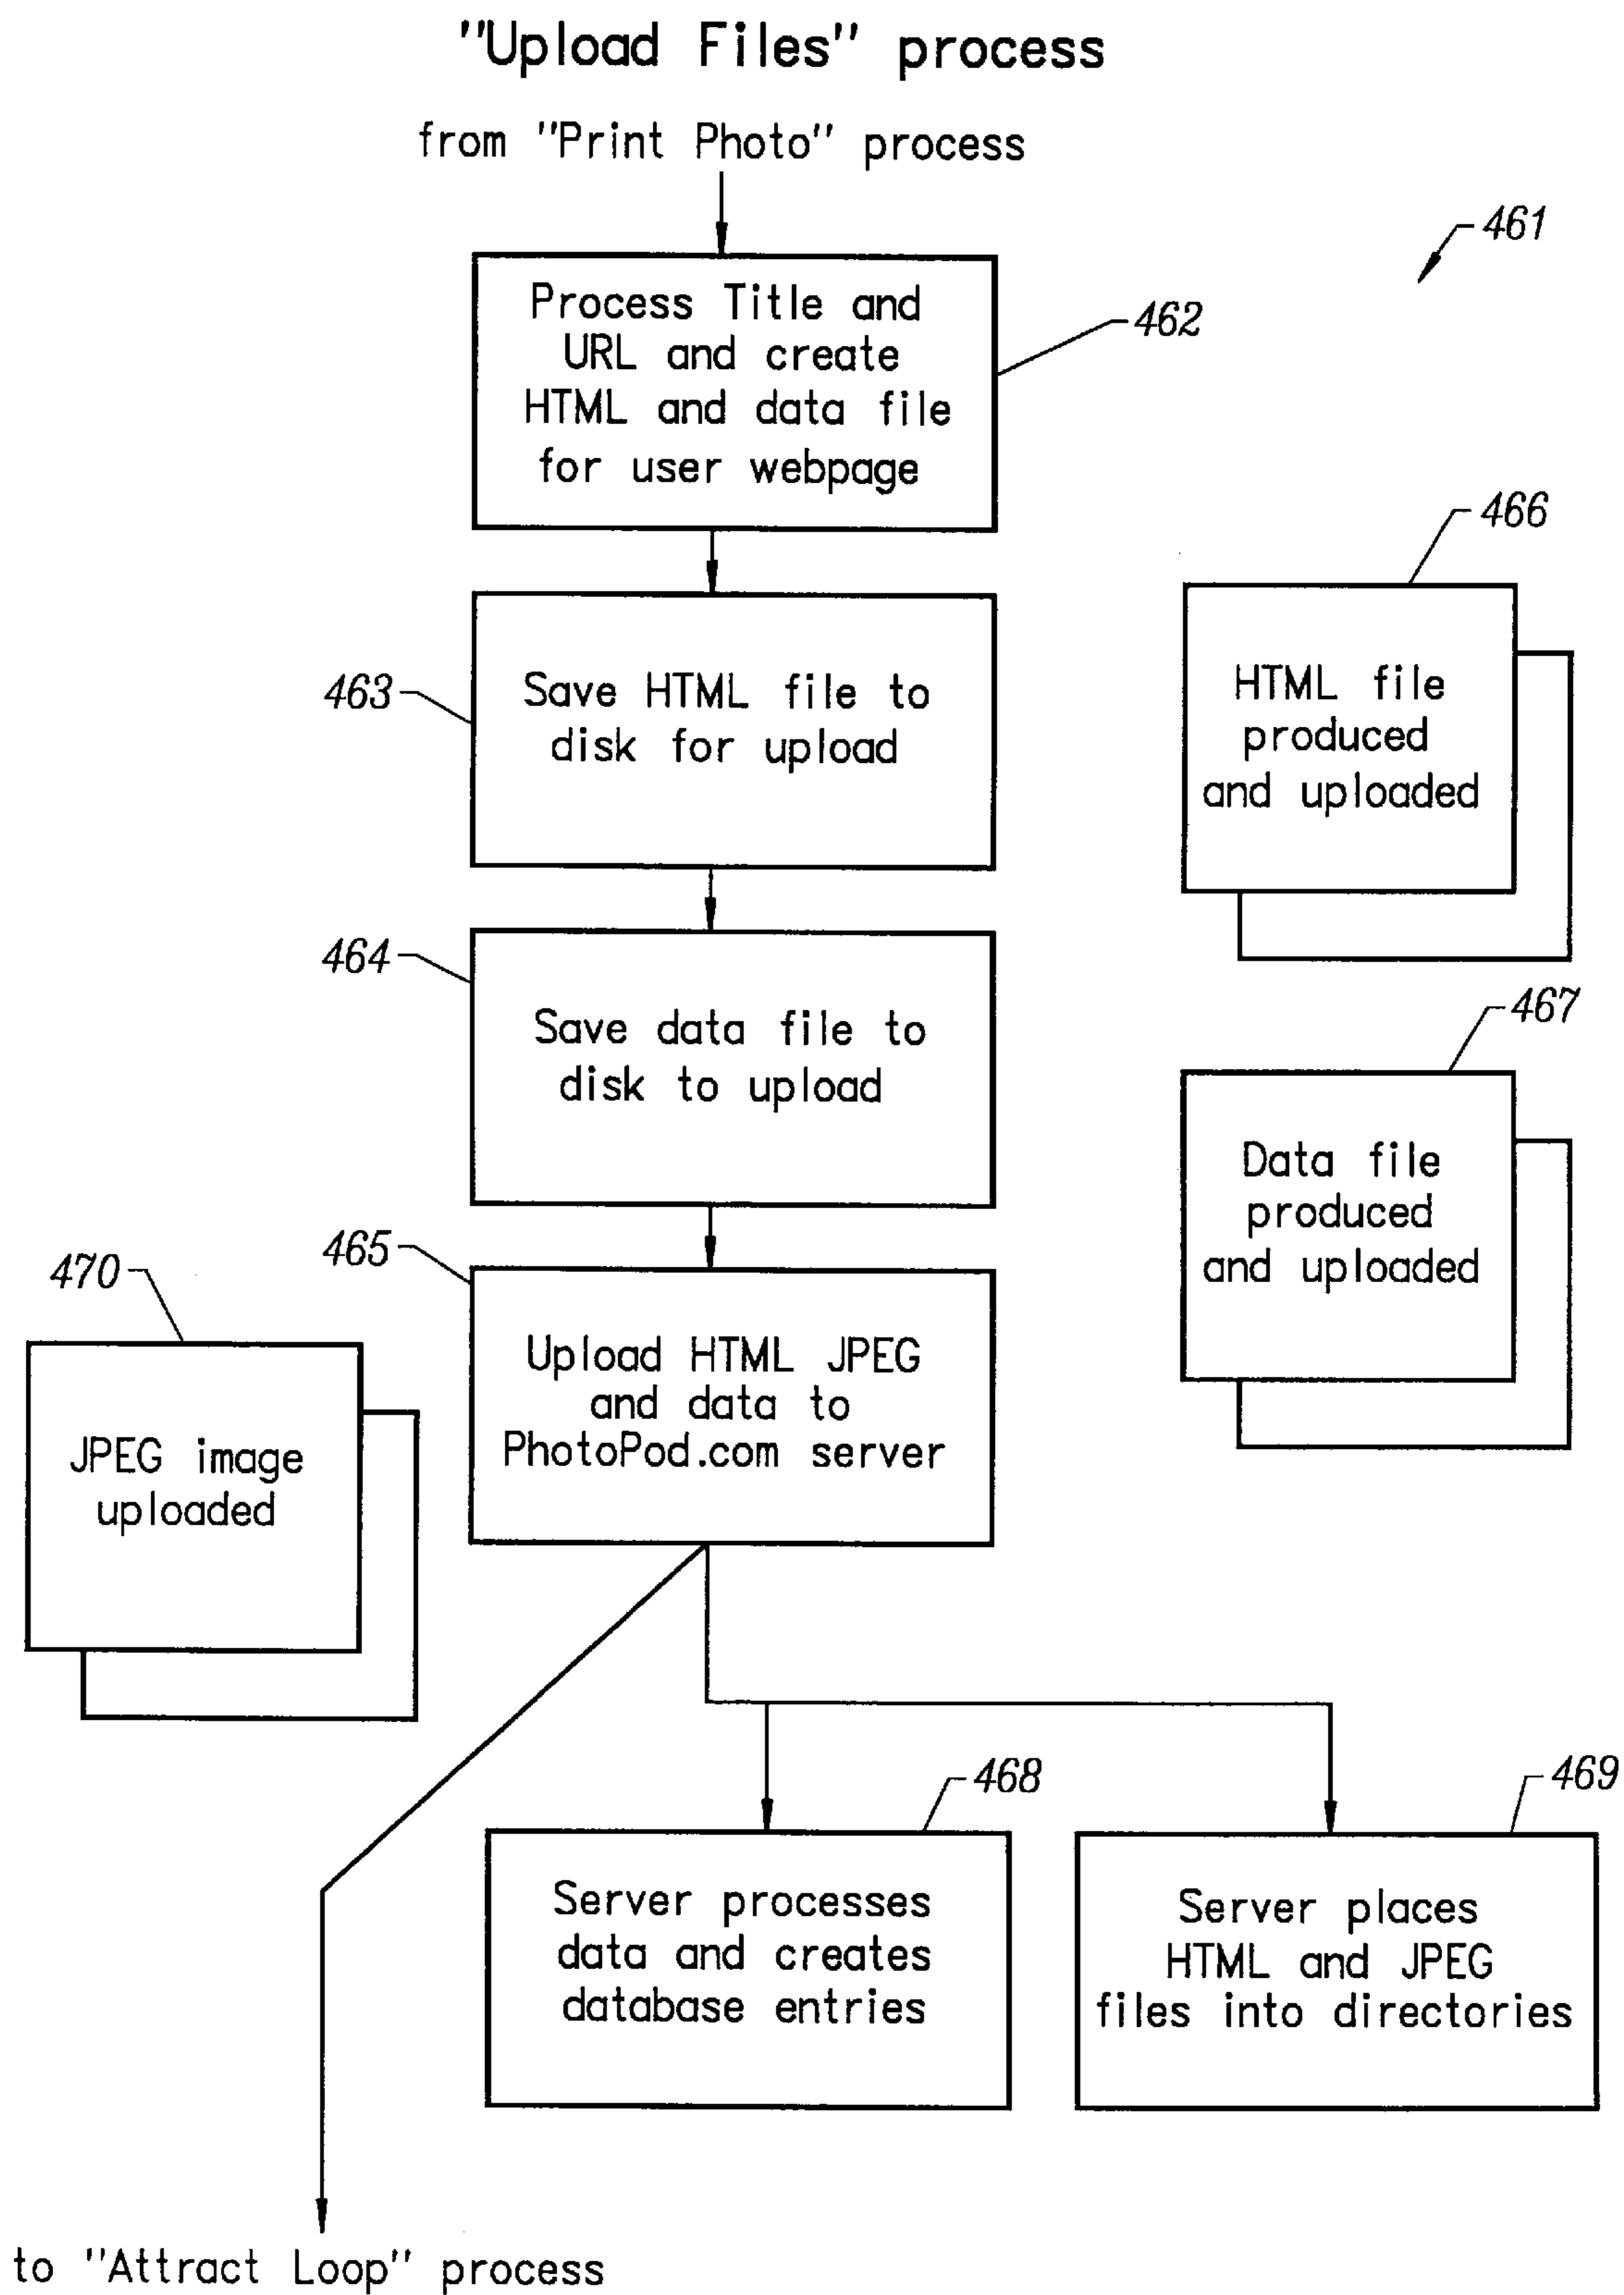 "Upload Files" process
from "Print Photo" process
461
Process Title and
URL and create
HTML and data file
for user webpage
462
463
Save HTML file to
disk for upload
466
HTML file
produced
and uploaded
464
Save data file to
disk to upload
467
Data file
produced
and uploaded
465
Upload HTML JPEG
and data to
PhotoPod.com server
470
JPEG image
uploaded
468
Server processes
data and creates
database entries
469
Server places
HTML and JPEG
files into directories
to "Attract Loop" process